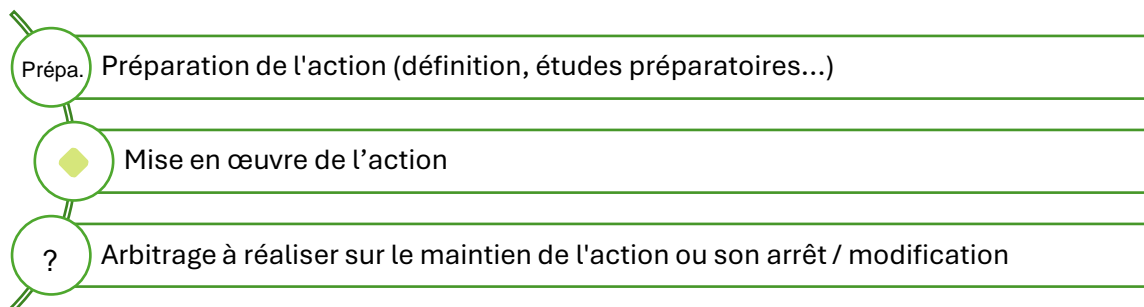 Prépa. Préparation de l'action (définition, études préparatoires...)
Mise en œuvre de l’action
? Arbitrage à réaliser sur le maintien de l'action ou son arrêt / modification